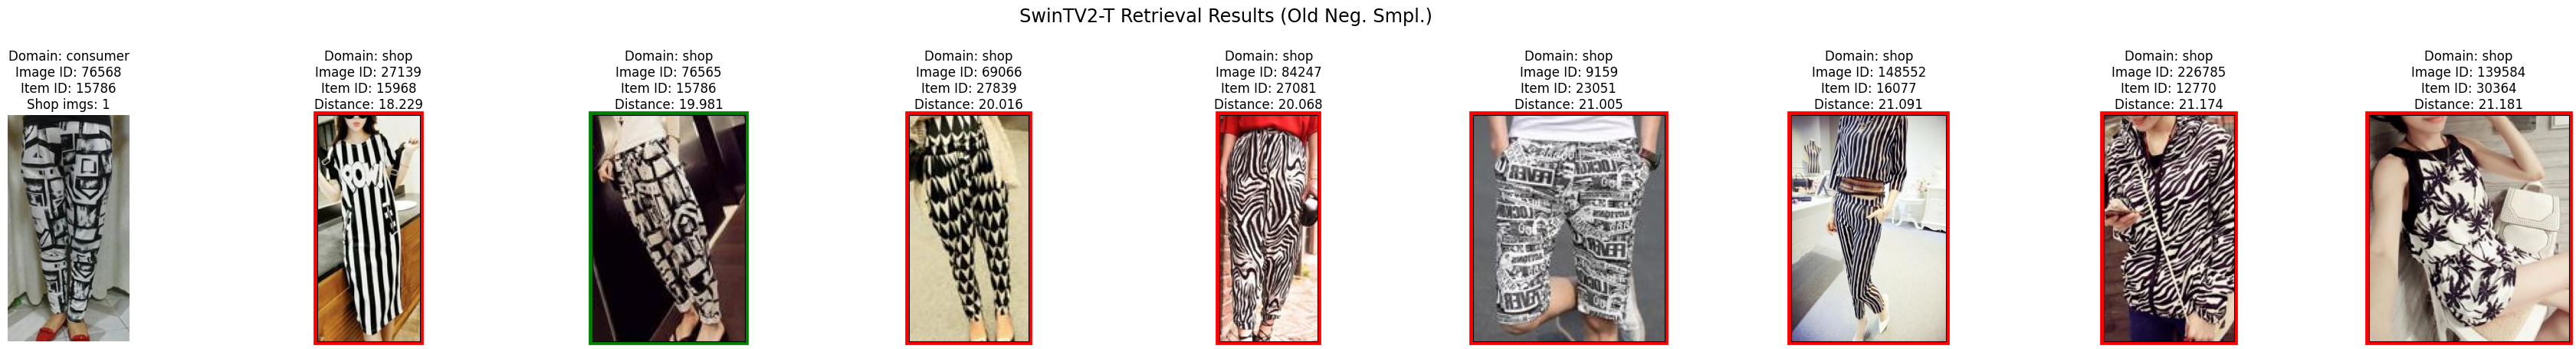 SwinTV2-T Retrieval Results (Old Neg. Smpl.)
Domain: consumer
Image ID: 76568
Item ID: 15786
Shop imgs: 1
Domain: shop
Image ID: 27139
Item ID: 15968
Distance: 18.229
Domain: shop
Image ID: 76565
Item ID: 15786
Distance: 19.981
Domain: shop
Image ID: 69066
Item ID: 27839
Distance: 20.016
Domain: shop
Image ID: 84247
Item ID: 27081
Distance: 20.068
Domain: shop
Image ID: 9159
Item ID: 23051
Distance: 21.005
Domain: shop
Image ID: 148552
Item ID: 16077
Distance: 21.091
Domain: shop
Image ID: 226785
Item ID: 12770
Distance: 21.174
Domain: shop
Image ID: 139584
Item ID: 30364
Distance: 21.181
POW!